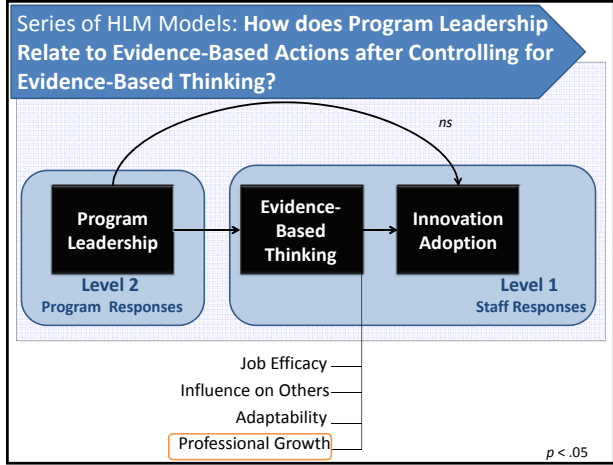 Series of HLM Models: How does Program Leadership
Relate to Evidence-Based Actions after Controlling for
Evidence-Based Thinking?
ns
Program
Leadership
Evidence-
Based
Thinking
Innovation
Adoption
Level 2
Program Responses
Level 1
Staff Responses
Job Efficacy
Influence on Others
Adaptability
Professional Growth
p < .05